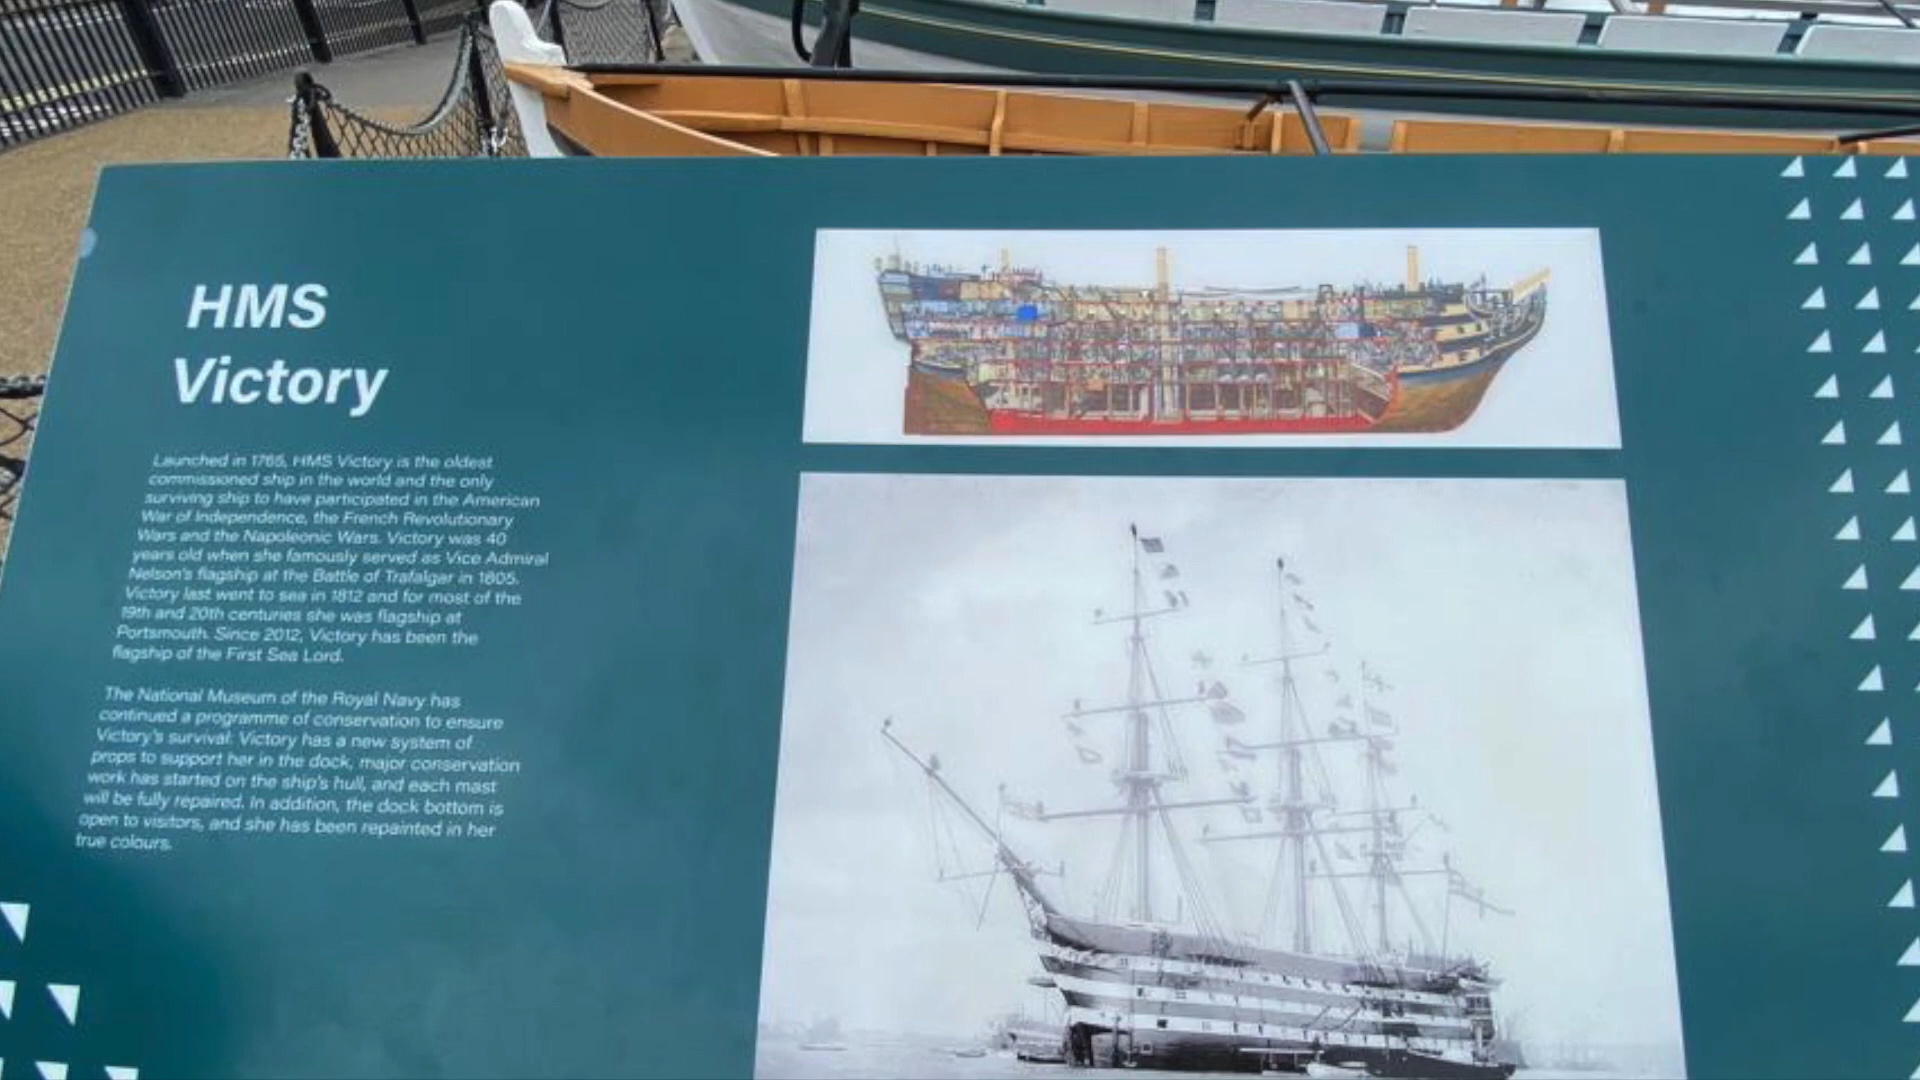 HMS
Victory
Launched in 1765, HMS Victory is the oldest
commissioned ship in the world and the only
surviving ship to have participated in the American
War of Independence, the French Revolutionary
Wars and the Napoleonic Wars. Victory was 40
years old when she famously served as Vice Admiral
Nelson's flagship at the Battle of Trafalgar in 1805.
Victory last went to sea in 1812 and for most of the
19th and 20th centuries she was flagship at
Portsmouth. Since 2012, Victory has been the
flagship of the First Sea Lord.
The National Museum of the Royal Navy has
continued a programme of conservation to ensure
Victory's survival: Victory has a new system of
props to support her in the dock, major conservation
work has started on the ship's hull, and each mast
will be fully repaired. In addition, the dock bottom is
open to visitors, and she has been repainted in her
true colours.